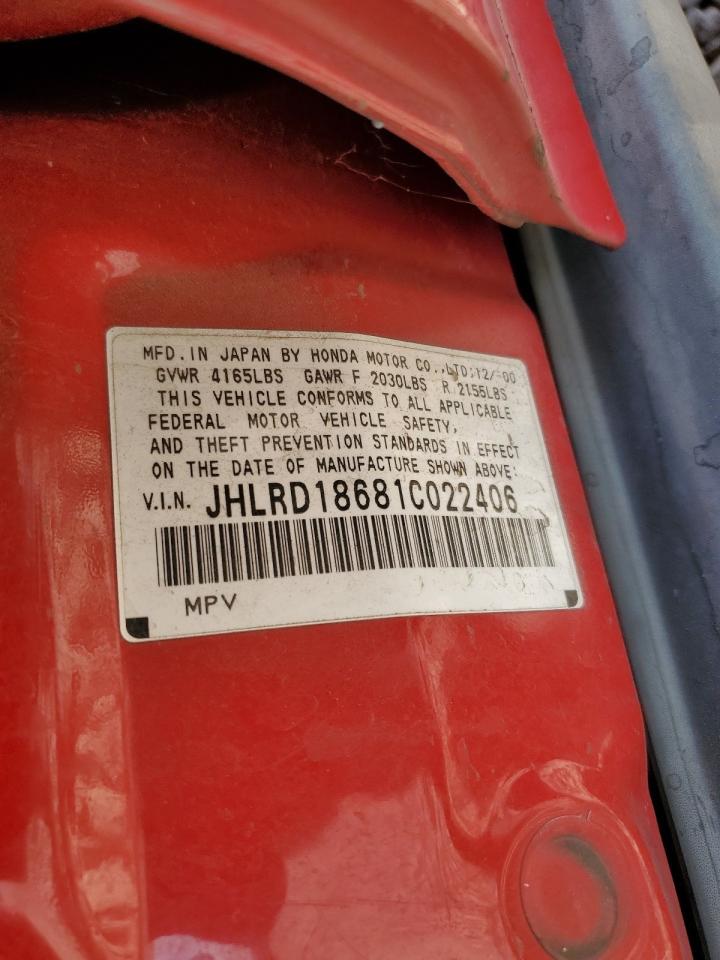 MFD. IN JAPAN BY HONDA MOTOR CO.,LTD;12/ 00
GVWR 4165LBS GAWR F 2030LBS R 2155LBS
THIS VEHICLE CONFORMS TO ALL APPLICABLE
FEDERAL MOTOR VEHICLE SAFETY,
AND THEFT PREVENTION STANDARDS IN EFFECT
ON THE DATE OF MANUFACTURE SHOWN ABOVE:
V.I.N. JHLRD18681C022406
MPV